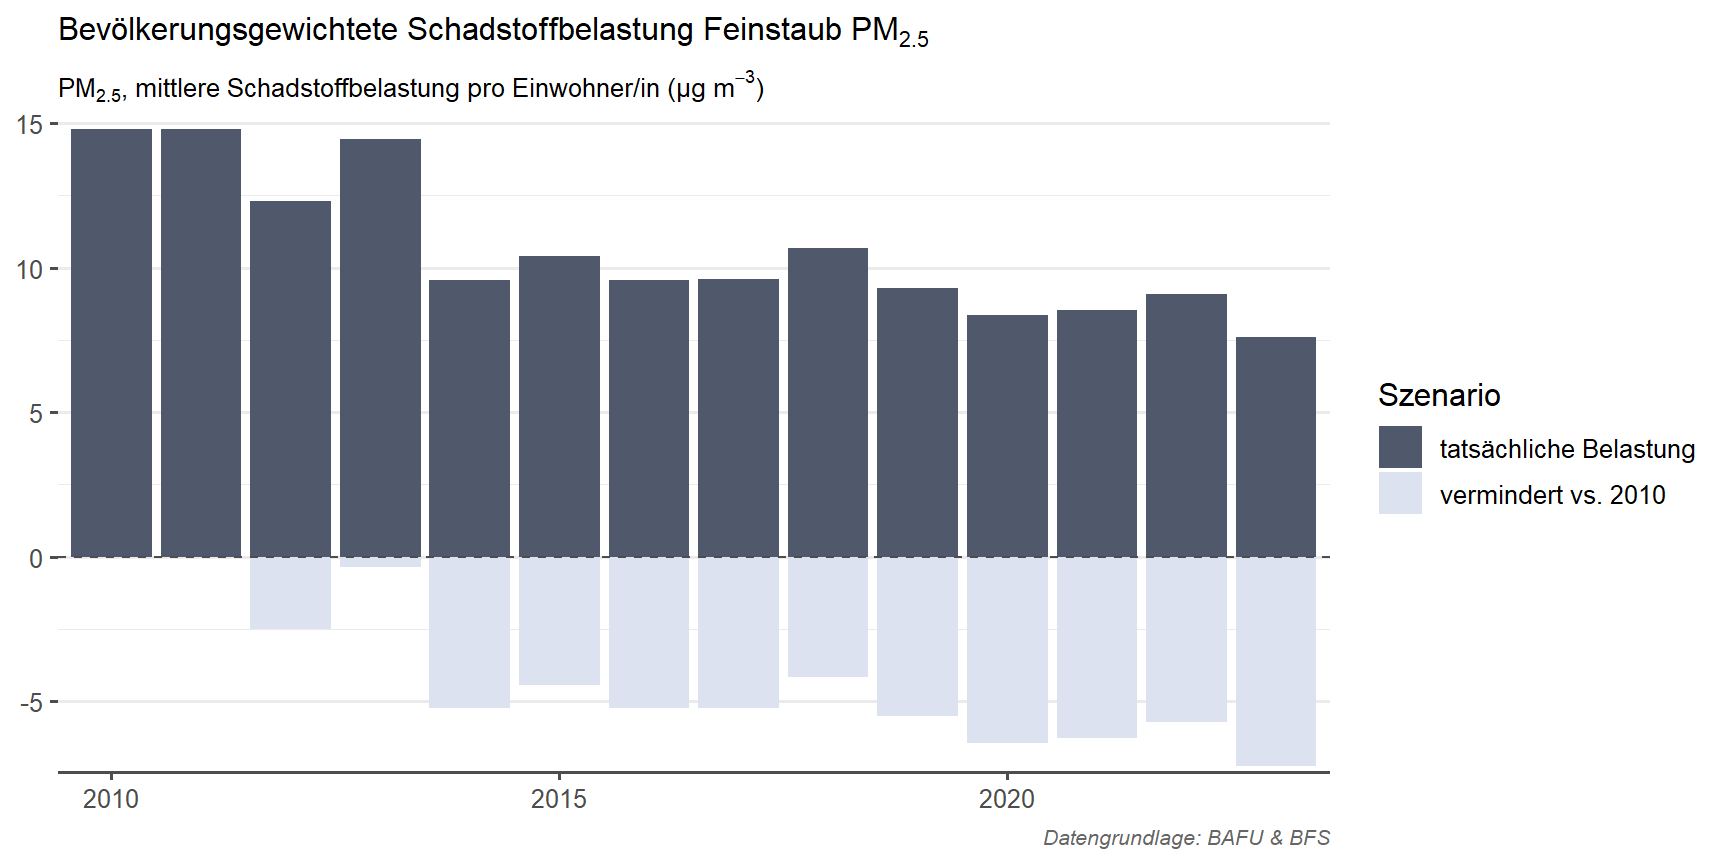 Bevölkerungsgewichtete Schadstoffbelastung Feinstaub PM₂.₅
PM₂.₅, mittlere Schadstoffbelastung pro Einwohner/in (µg m⁻³)
15
10
5
0
-5
2010
2015
2020
Szenario
tatsächliche Belastung
vermindert vs. 2010
Datengrundlage: BAFU & BFS